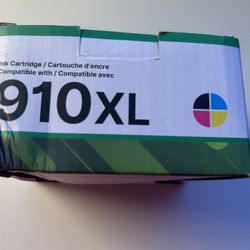 Ink Cartridge / Cartouche d'encre
Compatible with / Compatible avec
910XL